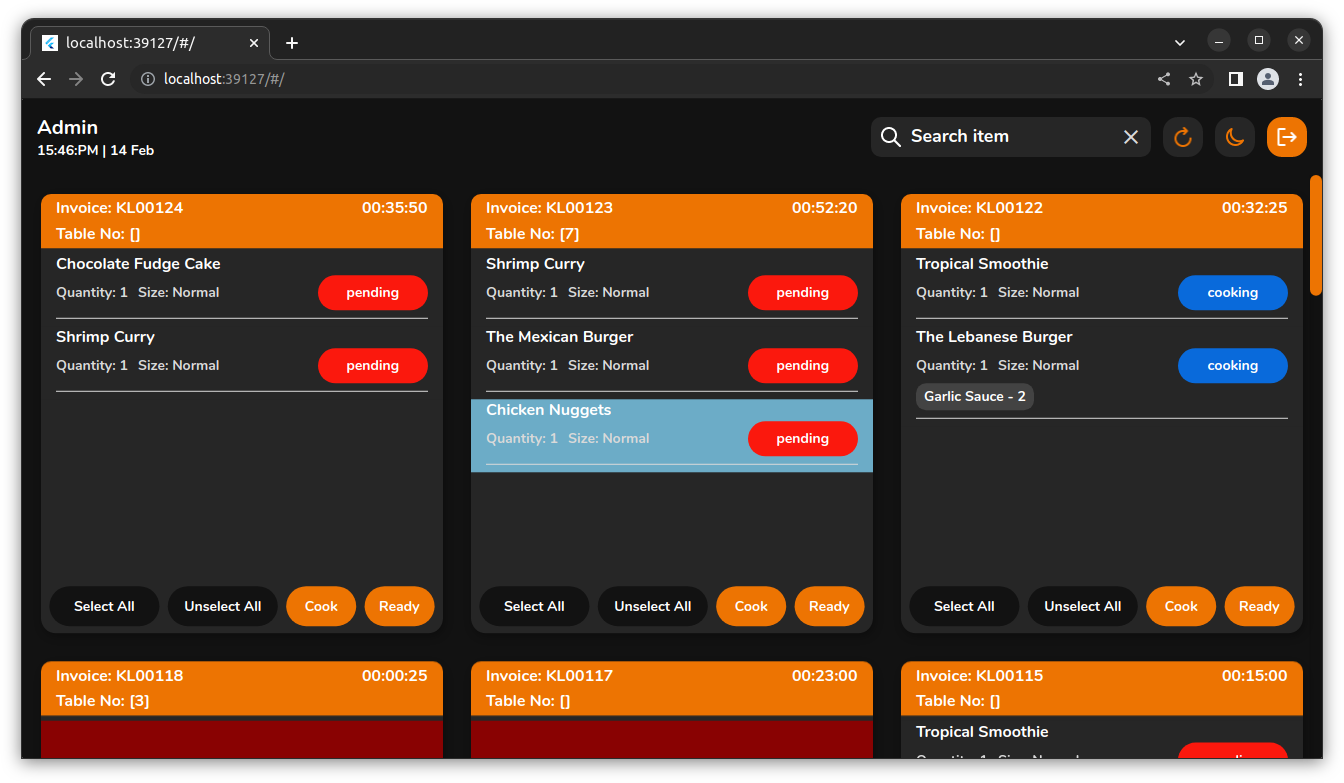 localhost:39127/#/
localhost:39127/#/
Admin
15:46:PM | 14 Feb
Search item
Invoice: KL00124 00:35:50
Table No: []
Chocolate Fudge Cake
Quantity: 1 Size: Normal pending
Shrimp Curry
Quantity: 1 Size: Normal pending
Select All Unselect All Cook Ready
Invoice: KL00123 00:52:20
Table No: [7]
Shrimp Curry
Quantity: 1 Size: Normal pending
The Mexican Burger
Quantity: 1 Size: Normal pending
Chicken Nuggets
Quantity: 1 Size: Normal pending
Select All Unselect All Cook Ready
Invoice: KL00122 00:32:25
Table No: []
Tropical Smoothie
Quantity: 1 Size: Normal cooking
The Lebanese Burger
Quantity: 1 Size: Normal cooking
Garlic Sauce - 2
Select All Unselect All Cook Ready
Invoice: KL00118 00:00:25
Table No: [3]
Invoice: KL00117 00:23:00
Table No: []
Invoice: KL00115 00:15:00
Table No: []
Tropical Smoothie